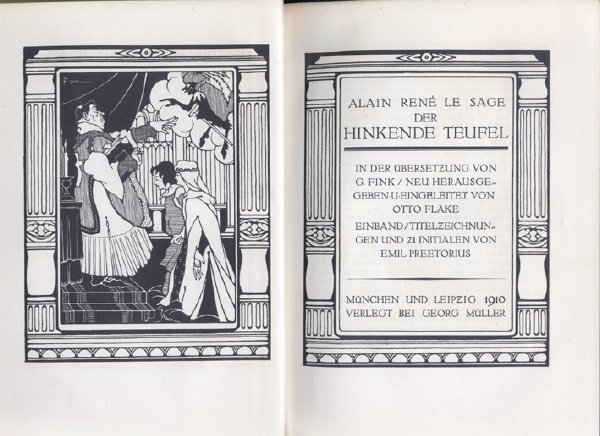 P. 1908
ALAIN RENÉ LE SAGE
DER
HINKENDE TEUFEL
IN DER ÜBERSETZUNG VON
G. FINK / NEU HERAUSGE-
GEBEN·U·EINGELEITET VON
OTTO FLAKE
EINBAND/TITELZEICHNUN-
GEN UND 21 INITIALEN VON
EMIL PREETORIUS
MÜNCHEN UND LEIPZIG 1910
VERLEGT BEI GEORG MÜLLER